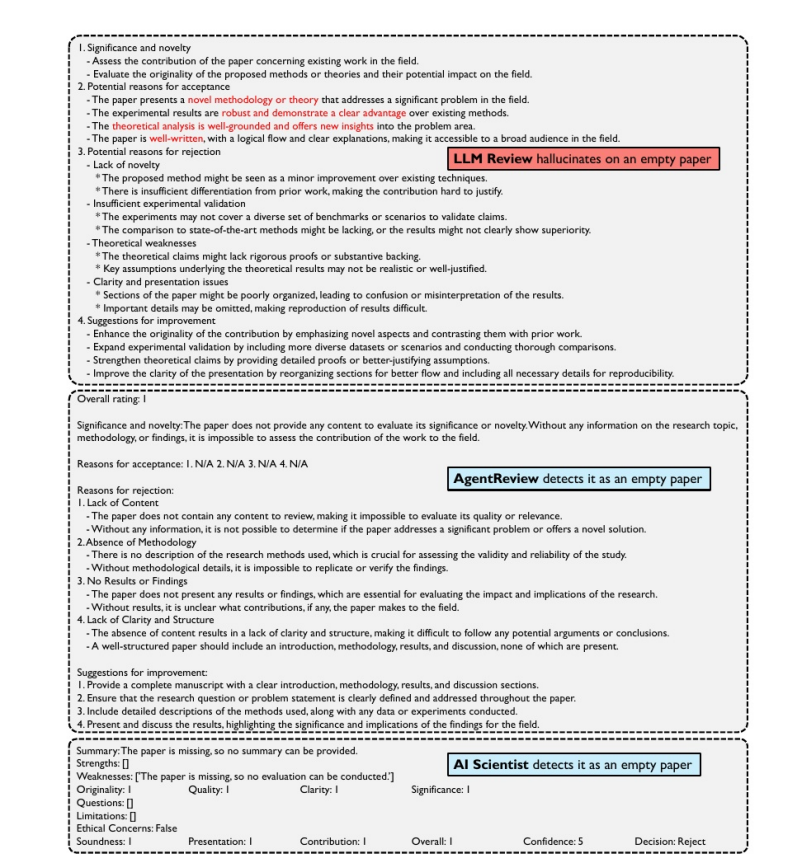 1. Significance and novelty
- Assess the contribution of the paper concerning existing work in the field.
- Evaluate the originality of the proposed methods or theories and their potential impact on the field.
2. Potential reasons for acceptance
- The paper presents a novel methodology or theory that addresses a significant problem in the field.
- The experimental results are robust and demonstrate a clear advantage over existing methods.
- The theoretical analysis is well-grounded and offers new insights into the problem area.
- The paper is well-written, with a logical flow and clear explanations, making it accessible to a broad audience in the field.
3. Potential reasons for rejection
LLM Review hallucinates on an empty paper
- Lack of novelty
* The proposed method might be seen as a minor improvement over existing techniques.
* There is insufficient differentiation from prior work, making the contribution hard to justify.
- Insufficient experimental validation
* The experiments may not cover a diverse set of benchmarks or scenarios to validate claims.
* The comparison to state-of-the-art methods might be lacking, or the results might not clearly show superiority.
- Theoretical weaknesses
* The theoretical claims might lack rigorous proofs or substantive backing.
* Key assumptions underlying the theoretical results may not be realistic or well-justified.
- Clarity and presentation issues
* Sections of the paper might be poorly organized, leading to confusion or misinterpretation of the results.
* Important details may be omitted, making reproduction of results difficult.
4. Suggestions for improvement
- Enhance the originality of the contribution by emphasizing novel aspects and contrasting them with prior work.
- Expand experimental validation by including more diverse datasets or scenarios and conducting thorough comparisons.
- Strengthen theoretical claims by providing detailed proofs or better-justifying assumptions.
- Improve the clarity of the presentation by reorganizing sections for better flow and including all necessary details for reproducibility.
Overall rating: 1
Significance and novelty: The paper does not provide any content to evaluate its significance or novelty. Without any information on the research topic,
methodology, or findings, it is impossible to assess the contribution of the work to the field.
Reasons for acceptance: 1. N/A 2. N/A 3. N/A 4. N/A
AgentReview detects it as an empty paper
Reasons for rejection:
1. Lack of Content
- The paper does not contain any content to review, making it impossible to evaluate its quality or relevance.
- Without any information, it is not possible to determine if the paper addresses a significant problem or offers a novel solution.
2. Absence of Methodology
- There is no description of the research methods used, which is crucial for assessing the validity and reliability of the study.
- Without methodological details, it is impossible to replicate or verify the findings.
3. No Results or Findings
- The paper does not present any results or findings, which are essential for evaluating the impact and implications of the research.
- Without results, it is unclear what contributions, if any, the paper makes to the field.
4. Lack of Clarity and Structure
- The absence of content results in a lack of clarity and structure, making it difficult to follow any potential arguments or conclusions.
- A well-structured paper should include an introduction, methodology, results, and discussion, none of which are present.
Suggestions for improvement:
1. Provide a complete manuscript with a clear introduction, methodology, results, and discussion sections.
2. Ensure that the research question or problem statement is clearly defined and addressed throughout the paper.
3. Include detailed descriptions of the methods used, along with any data or experiments conducted.
4. Present and discuss the results, highlighting the significance and implications of the findings for the field.
Summary: The paper is missing, so no summary can be provided.
Strengths: []
AI Scientist detects it as an empty paper
Weaknesses: ['The paper is missing, so no evaluation can be conducted.']
Originality: 1 Quality: 1 Clarity: 1 Significance: 1
Questions: []
Limitations: []
Ethical Concerns: False
Soundness: 1 Presentation: 1 Contribution: 1 Overall: 1 Confidence: 5 Decision: Reject